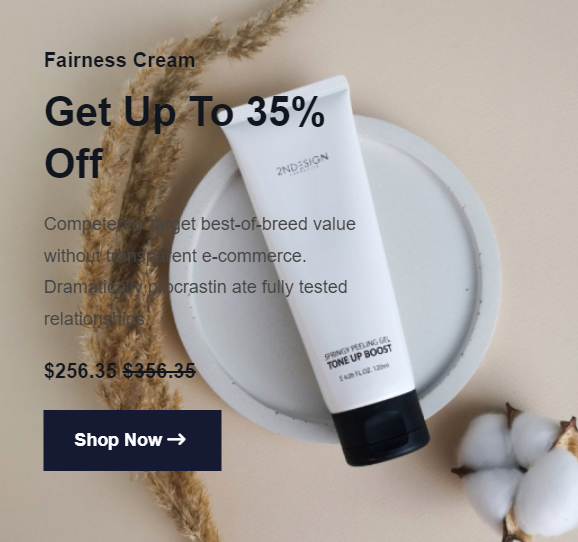 Fairness Cream
Get Up To 35%
Off
Competently target best-of-breed value
without transparent e-commerce.
Dramatically procrastin ate fully tested
relationships.
$256.35 $356.35
Shop Now →
2NDESIGN
SPRINGY PEELING GEL
TONE UP BOOST
FL.OZ. 120ml